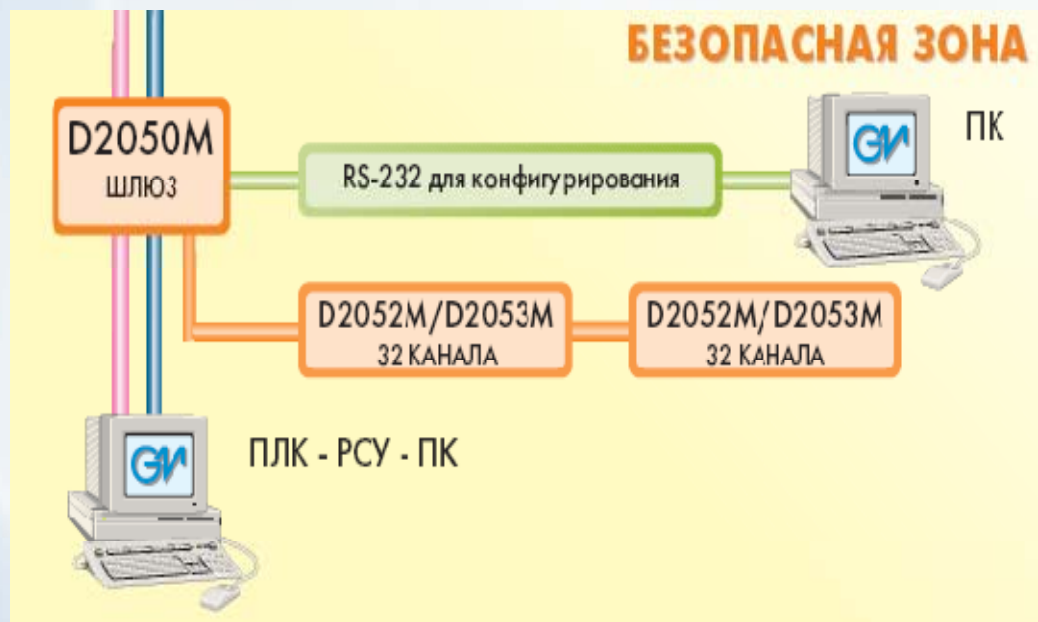 БЕЗОПАСНАЯ ЗОНА
D2050M
ШЛЮЗ
RS-232 для конфигурирования
ПК
D2052M/D2053M
32 КАНАЛА
D2052M/D2053M
32 КАНАЛА
ПЛК - РСУ - ПК